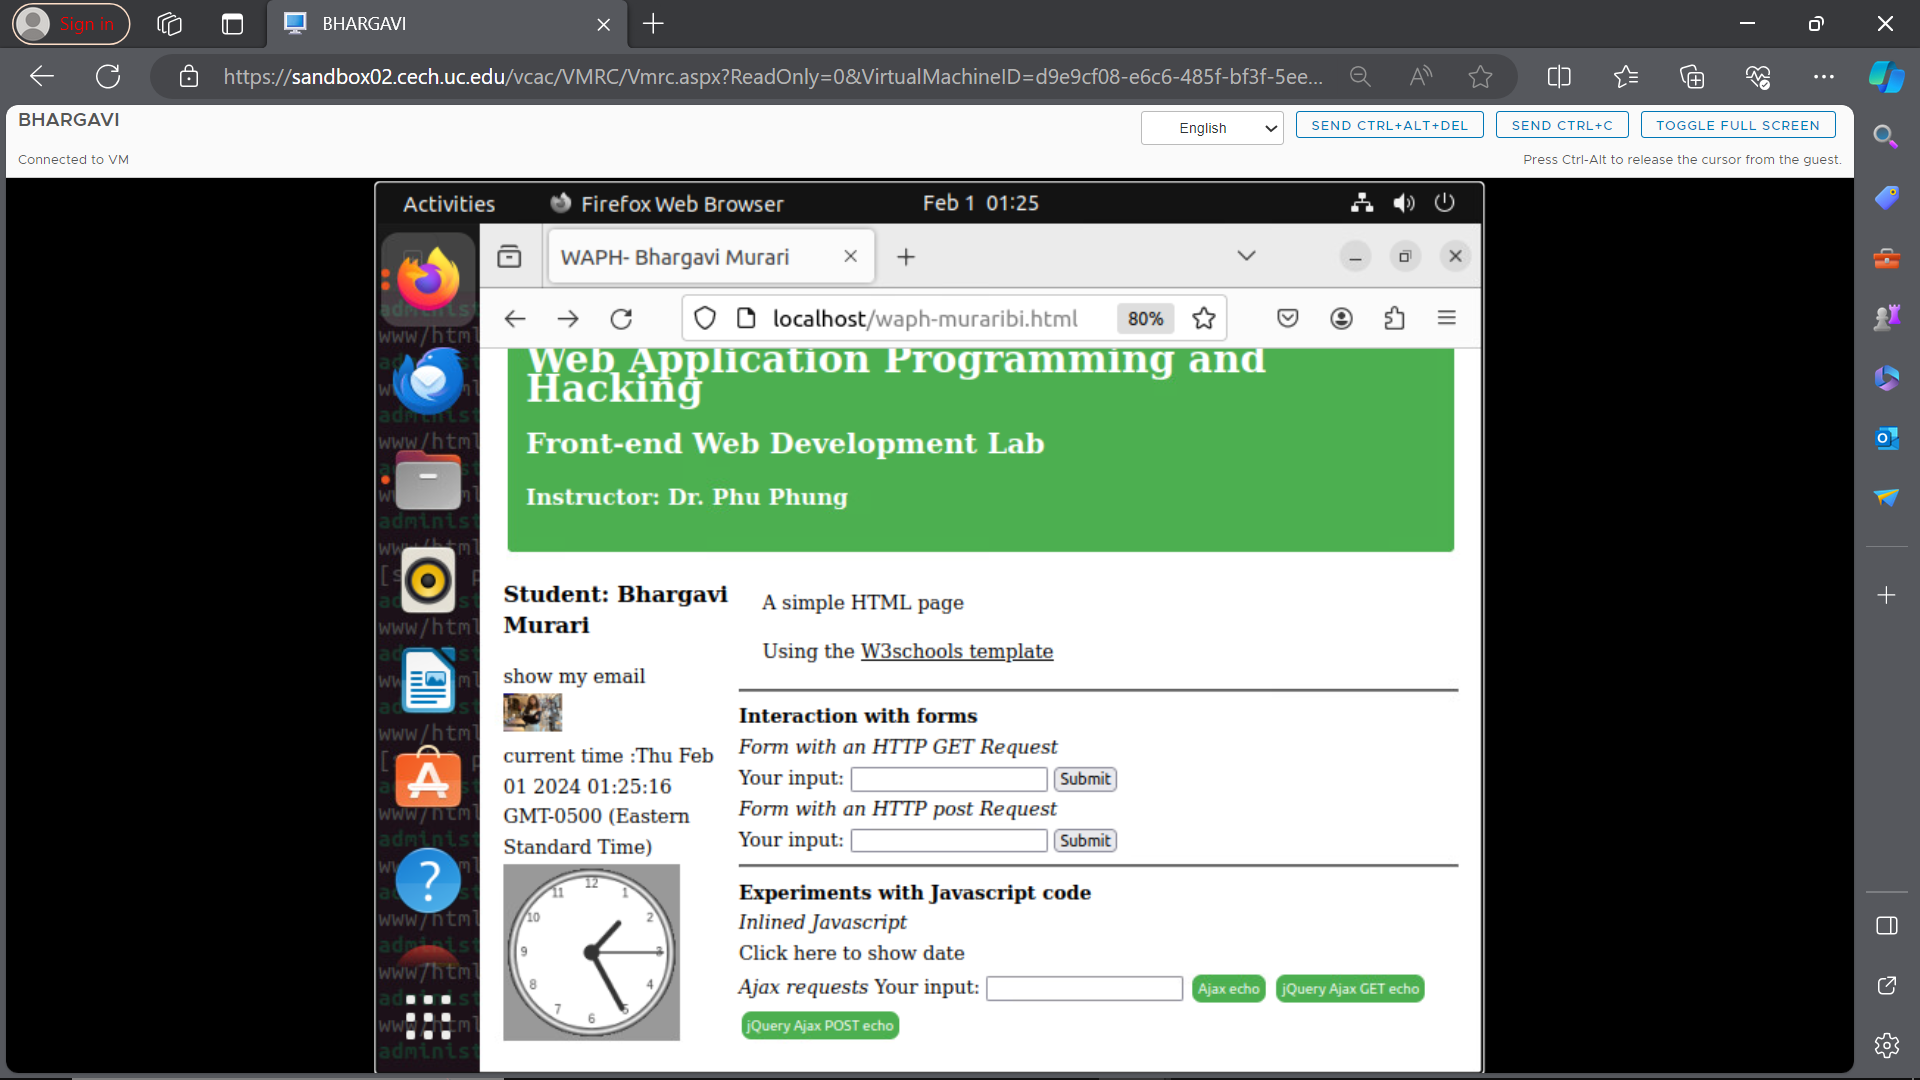 Sign in
BHARGAVI
https://sandbox02.cech.uc.edu/vcac/VMRC/Vmrc.aspx?ReadOnly=0&VirtualMachineID=d9e9cf08-e6c6-485f-bf3f-5ee...
BHARGAVI
English
SEND CTRL+ALT+DEL
SEND CTRL+C
TOGGLE FULL SCREEN
Connected to VM
Press Ctrl-Alt to release the cursor from the guest.
Activities
Firefox Web Browser
Feb 1 01:25
WAPH- Bhargavi Murari
localhost/waph-muraribi.html
80%
Web Application Programming and
Hacking
Front-end Web Development Lab
Instructor: Dr. Phu Phung
Student: Bhargavi
Murari
show my email
current time :Thu Feb
01 2024 01:25:16
GMT-0500 (Eastern
Standard Time)
12
1
2
3
4
5
6
7
8
9
10
11
A simple HTML page
Using the W3schools template
Interaction with forms
Form with an HTTP GET Request
Your input: Submit
Form with an HTTP post Request
Your input: Submit
Experiments with Javascript code
Inlined Javascript
Click here to show date
Ajax requests Your input: Ajax echo jQuery Ajax GET echo
jQuery Ajax POST echo